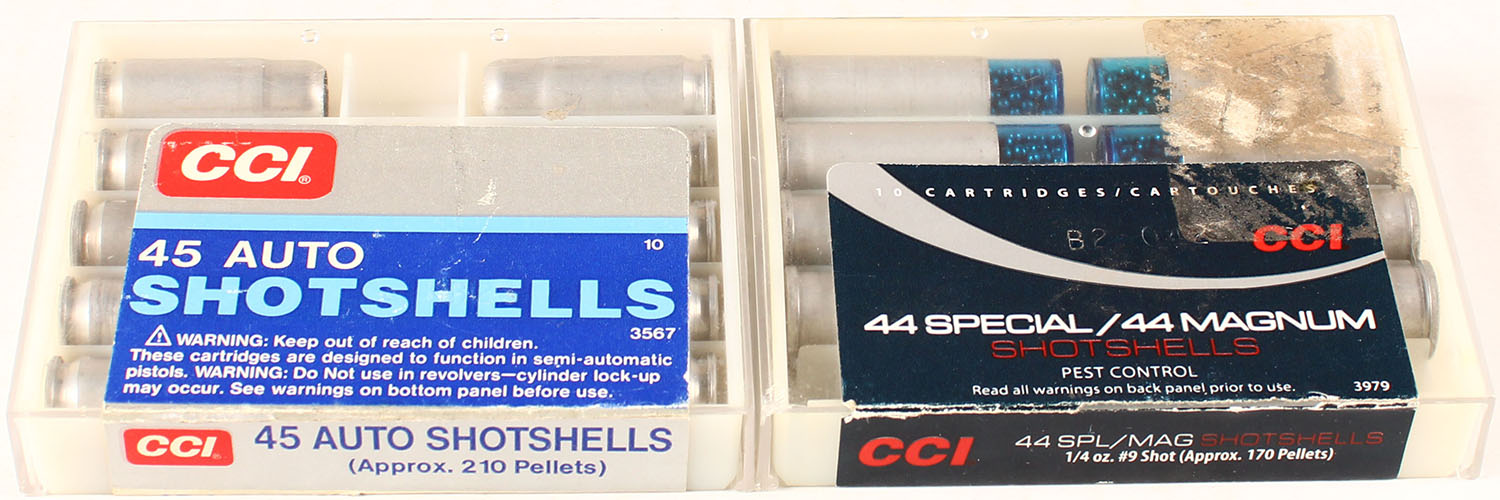 CCI®
45 AUTO
10
SHOTSHELLS
3567
⚠ WARNING: Keep out of reach of children.
These cartridges are designed to function in semi-automatic
pistols. WARNING: Do Not use in revolvers—cylinder lock-up
may occur. See warnings on bottom panel before use.
CCI®
45 AUTO SHOTSHELLS
(Approx. 210 Pellets)
10 CARTRIDGES/CARTOUCHES
CCI
44 SPECIAL/44 MAGNUM
SHOTSHELLS
PEST CONTROL
Read all warnings on back panel prior to use.
3979
CCI
44 SPL/MAG SHOTSHELLS
1/4 oz. #9 Shot (Approx. 170 Pellets)